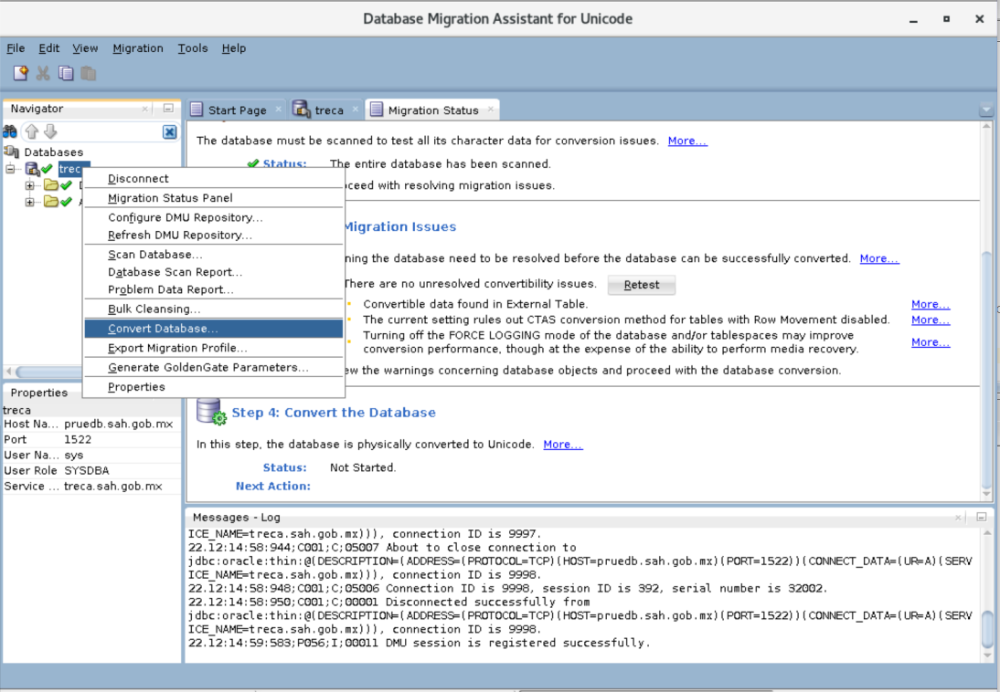 Database Migration Assistant for Unicode
File Edit View Migration Tools Help
Navigator
Databases
trec
Disconnect
Migration Status Panel
Configure DMU Repository...
Refresh DMU Repository...
Scan Database...
Database Scan Report...
Problem Data Report...
Bulk Cleansing...
Convert Database...
Export Migration Profile...
Generate GoldenGate Parameters...
Properties
Properties
treca
Host Na... pruedb.sah.gob.mx
Port 1522
User Na... sys
User Role SYSDBA
Service ... treca.sah.gob.mx
Start Page treca Migration Status
The database must be scanned to test all its character data for conversion issues. More...
Status: The entire database has been scanned.
ceed with resolving migration issues.
Migration Issues
ning the database need to be resolved before the database can be successfully converted. More...
There are no unresolved convertibility issues. Retest
Convertible data found in External Table. More...
The current setting rules out CTAS conversion method for tables with Row Movement disabled. More...
Turning off the FORCE LOGGING mode of the database and/or tablespaces may improve
conversion performance, though at the expense of the ability to perform media recovery. More...
ew the warnings concerning database objects and proceed with the database conversion.
Step 4: Convert the Database
In this step, the database is physically converted to Unicode. More...
Status: Not Started.
Next Action:
Messages - Log
ICE_NAME=treca.sah.gob.mx))), connection ID is 9997.
22.12:14:58:944;C001;C;05007 About to close connection to
jdbc:oracle:thin:@(DESCRIPTION=(ADDRESS=(PROTOCOL=TCP)(HOST=pruedb.sah.gob.mx)(PORT=1522))(CONNECT_DATA=(UR=A)(SERV
ICE_NAME=treca.sah.gob.mx))), connection ID is 9998.
22.12:14:58:948;C001;C;05006 Connection ID is 9998, session ID is 392, serial number is 32002.
22.12:14:58:950;C001;C;00001 Disconnected successfully from
jdbc:oracle:thin:@(DESCRIPTION=(ADDRESS=(PROTOCOL=TCP)(HOST=pruedb.sah.gob.mx)(PORT=1522))(CONNECT_DATA=(UR=A)(SERV
ICE_NAME=treca.sah.gob.mx))), connection ID is 9998.
22.12:14:59:583;P056;I;00011 DMU session is registered successfully.